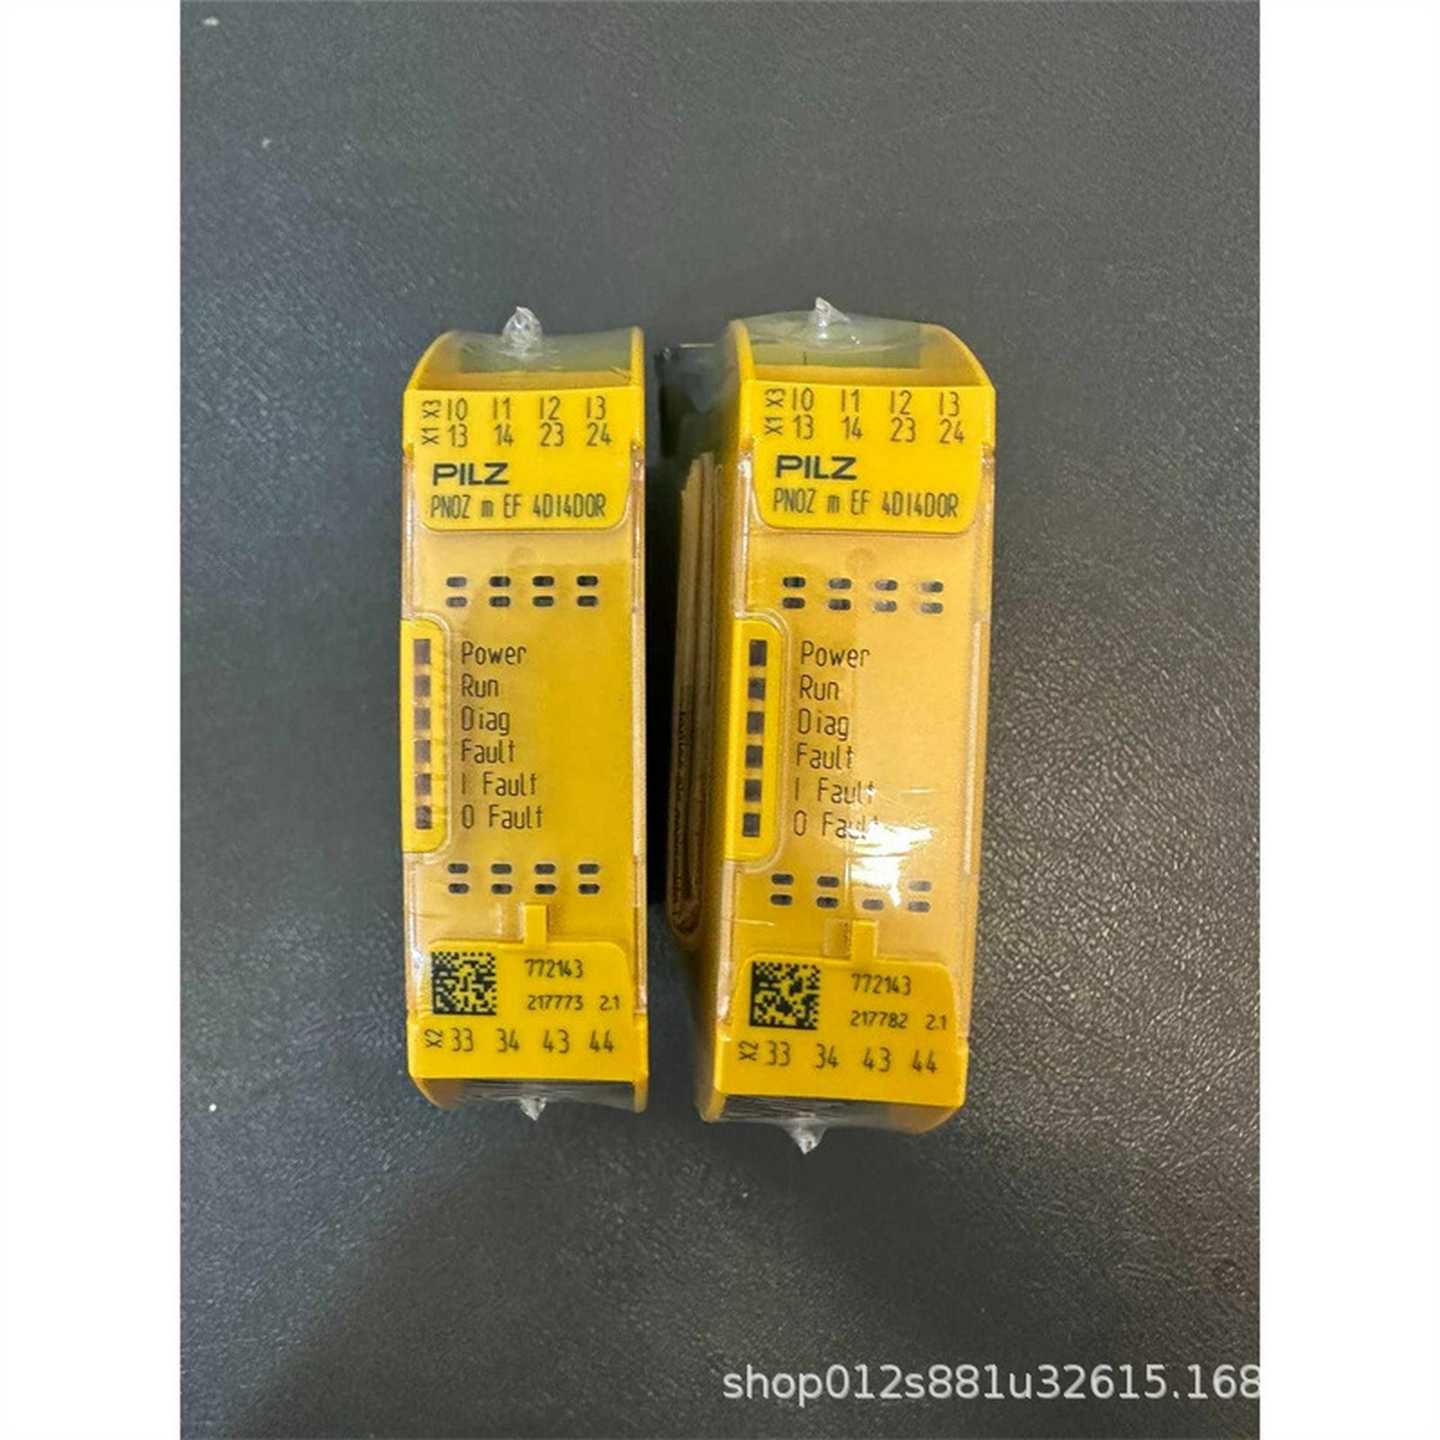 X3 I0 I1 I2 I3
X1 13 14 23 24
PILZ
PNOZ m EF 4DI4DOR
Power
Run
Diag
Fault
I Fault
O Fault
772143
217773 2.1
X2 33 34 43 44
X3 I0 I1 I2 I3
X1 13 14 23 24
PILZ
PNOZ m EF 4DI4DOR
Power
Run
Diag
Fault
I Fault
O Fault
772143
217782 2.1
X2 33 34 43 44
shop012s881u32615.168